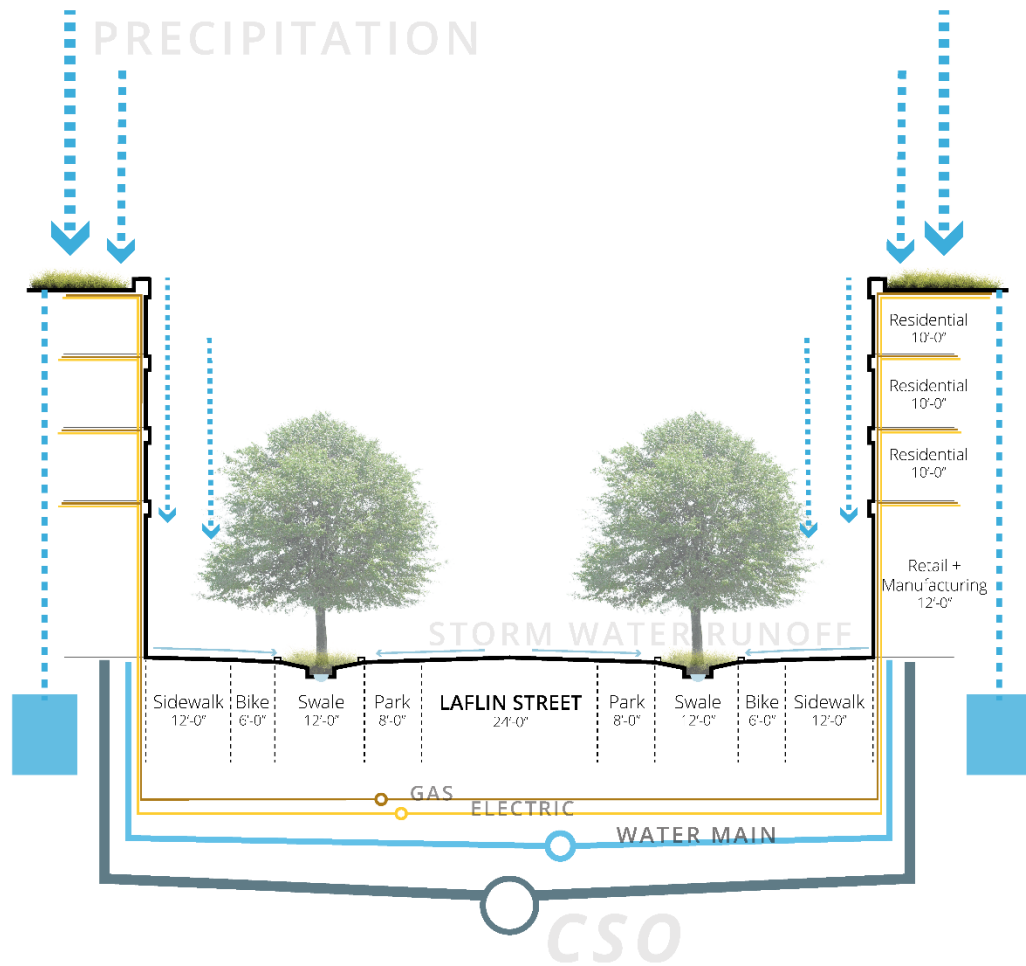 PRECIPITATION
Residential
10'-0"
Residential
10'-0"
Residential
10'-0"
Retail +
Manufacturing
12'-0"
STORM WATER RUNOFF
Sidewalk
12'-0"
Bike
6'-0"
Swale
12'-0"
Park
8'-0"
LAFLIN STREET
24'-0"
Park
8'-0"
Swale
12'-0"
Bike
6'-0"
Sidewalk
12'-0"
GAS
ELECTRIC
WATER MAIN
CSO